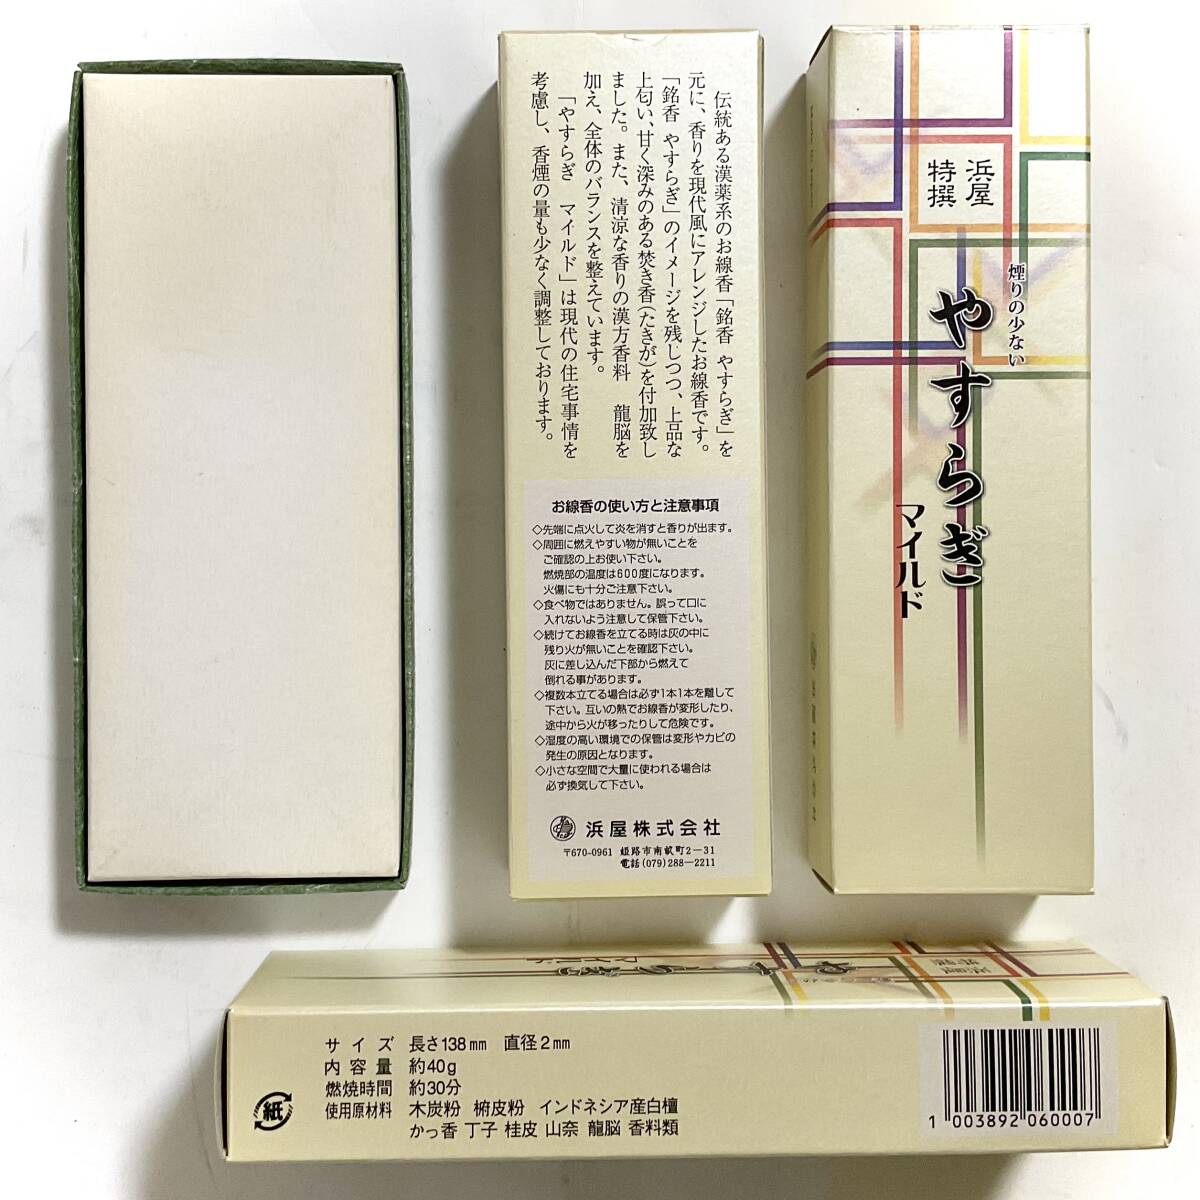 伝統ある漢薬系のお線香「銘香 やすらぎ」を
元に、香りを現代風にアレンジしたお線香です。
「銘香 やすらぎ」のイメージを残しつつ、上品な
上匂い、甘く深みのある焚き香(たきが)を付加致し
ました。また、清涼な香りの漢方香料 龍脳を
加え、全体のバランスを整えています。
「やすらぎ マイルド」は現代の住宅事情を
考慮し、香煙の量も少なく調整しております。
お線香の使い方と注意事項
◇先端に点火して炎を消すと香りが出ます。
◇周囲に燃えやすい物が無いことを
ご確認の上お使い下さい。
燃焼部の温度は600度になります。
火傷にも十分ご注意下さい。
◇食べ物ではありません。誤って口に
入れないよう注意して保管下さい。
◇続けてお線香を立てる時は灰の中に
残り火が無いことを確認下さい。
灰に差し込んだ下部から燃えて
倒れる事があります。
◇複数本立てる場合は必ず1本1本を離して
下さい。互いの熱でお線香が変形したり、
途中から火が移ったりして危険です。
◇湿度の高い環境での保管は変形やカビの
発生の原因となります。
◇小さな空間で大量に使われる場合は
必ず換気して下さい。
浜屋株式会社
〒670-0961 姫路市南畝町2-31
電話(079)288-2211
浜屋
特撰
煙りの少ない
やすらぎ
マイルド
やすらぎ
マイルド
浜屋
特撰
サイズ 長さ138mm 直径2mm
内容量 約40g
燃焼時間 約30分
使用原材料 木炭粉 椨皮粉 インドネシア産白檀
かっ香 丁子 桂皮 山奈 龍脳 香料類
紙
1 003892 060007